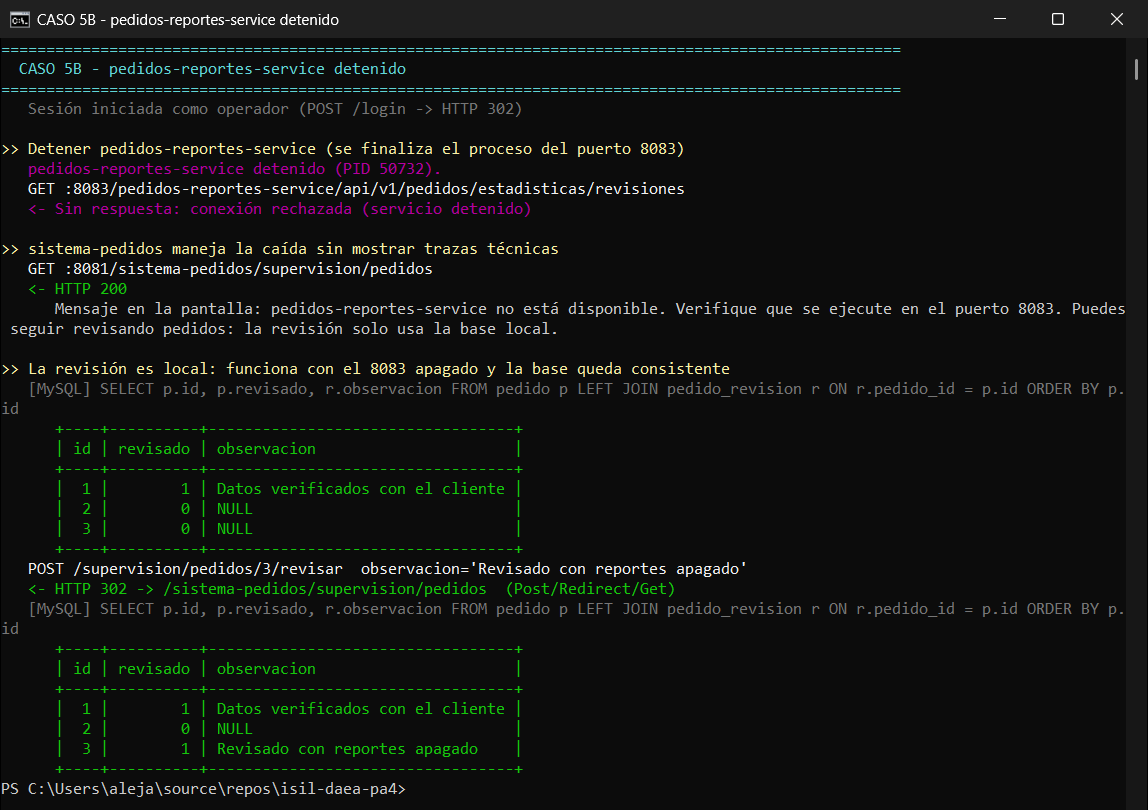 CASO 5B - pedidos-reportes-service detenido
====================================================================================================
CASO 5B - pedidos-reportes-service detenido
====================================================================================================
Sesión iniciada como operador (POST /login -> HTTP 302)
>> Detener pedidos-reportes-service (se finaliza el proceso del puerto 8083)
pedidos-reportes-service detenido (PID 50732).
GET :8083/pedidos-reportes-service/api/v1/pedidos/estadisticas/revisiones
<- Sin respuesta: conexión rechazada (servicio detenido)
>> sistema-pedidos maneja la caída sin mostrar trazas técnicas
GET :8081/sistema-pedidos/supervision/pedidos
<- HTTP 200
Mensaje en la pantalla: pedidos-reportes-service no está disponible. Verifique que se ejecute en el puerto 8083. Puedes
seguir revisando pedidos: la revisión solo usa la base local.
>> La revisión es local: funciona con el 8083 apagado y la base queda consistente
[MySQL] SELECT p.id, p.revisado, r.observacion FROM pedido p LEFT JOIN pedido_revision r ON r.pedido_id = p.id ORDER BY p.
id
+----+----------+----------------------------------+
| id | revisado | observacion                      |
+----+----------+----------------------------------+
|  1 |        1 | Datos verificados con el cliente |
|  2 |        0 | NULL                             |
|  3 |        0 | NULL                             |
+----+----------+----------------------------------+
POST /supervision/pedidos/3/revisar  observacion='Revisado con reportes apagado'
<- HTTP 302 -> /sistema-pedidos/supervision/pedidos  (Post/Redirect/Get)
[MySQL] SELECT p.id, p.revisado, r.observacion FROM pedido p LEFT JOIN pedido_revision r ON r.pedido_id = p.id ORDER BY p.
id
+----+----------+----------------------------------+
| id | revisado | observacion                      |
+----+----------+----------------------------------+
|  1 |        1 | Datos verificados con el cliente |
|  2 |        0 | NULL                             |
|  3 |        1 | Revisado con reportes apagado    |
+----+----------+----------------------------------+
PS C:\Users\aleja\source\repos\isil-daea-pa4>